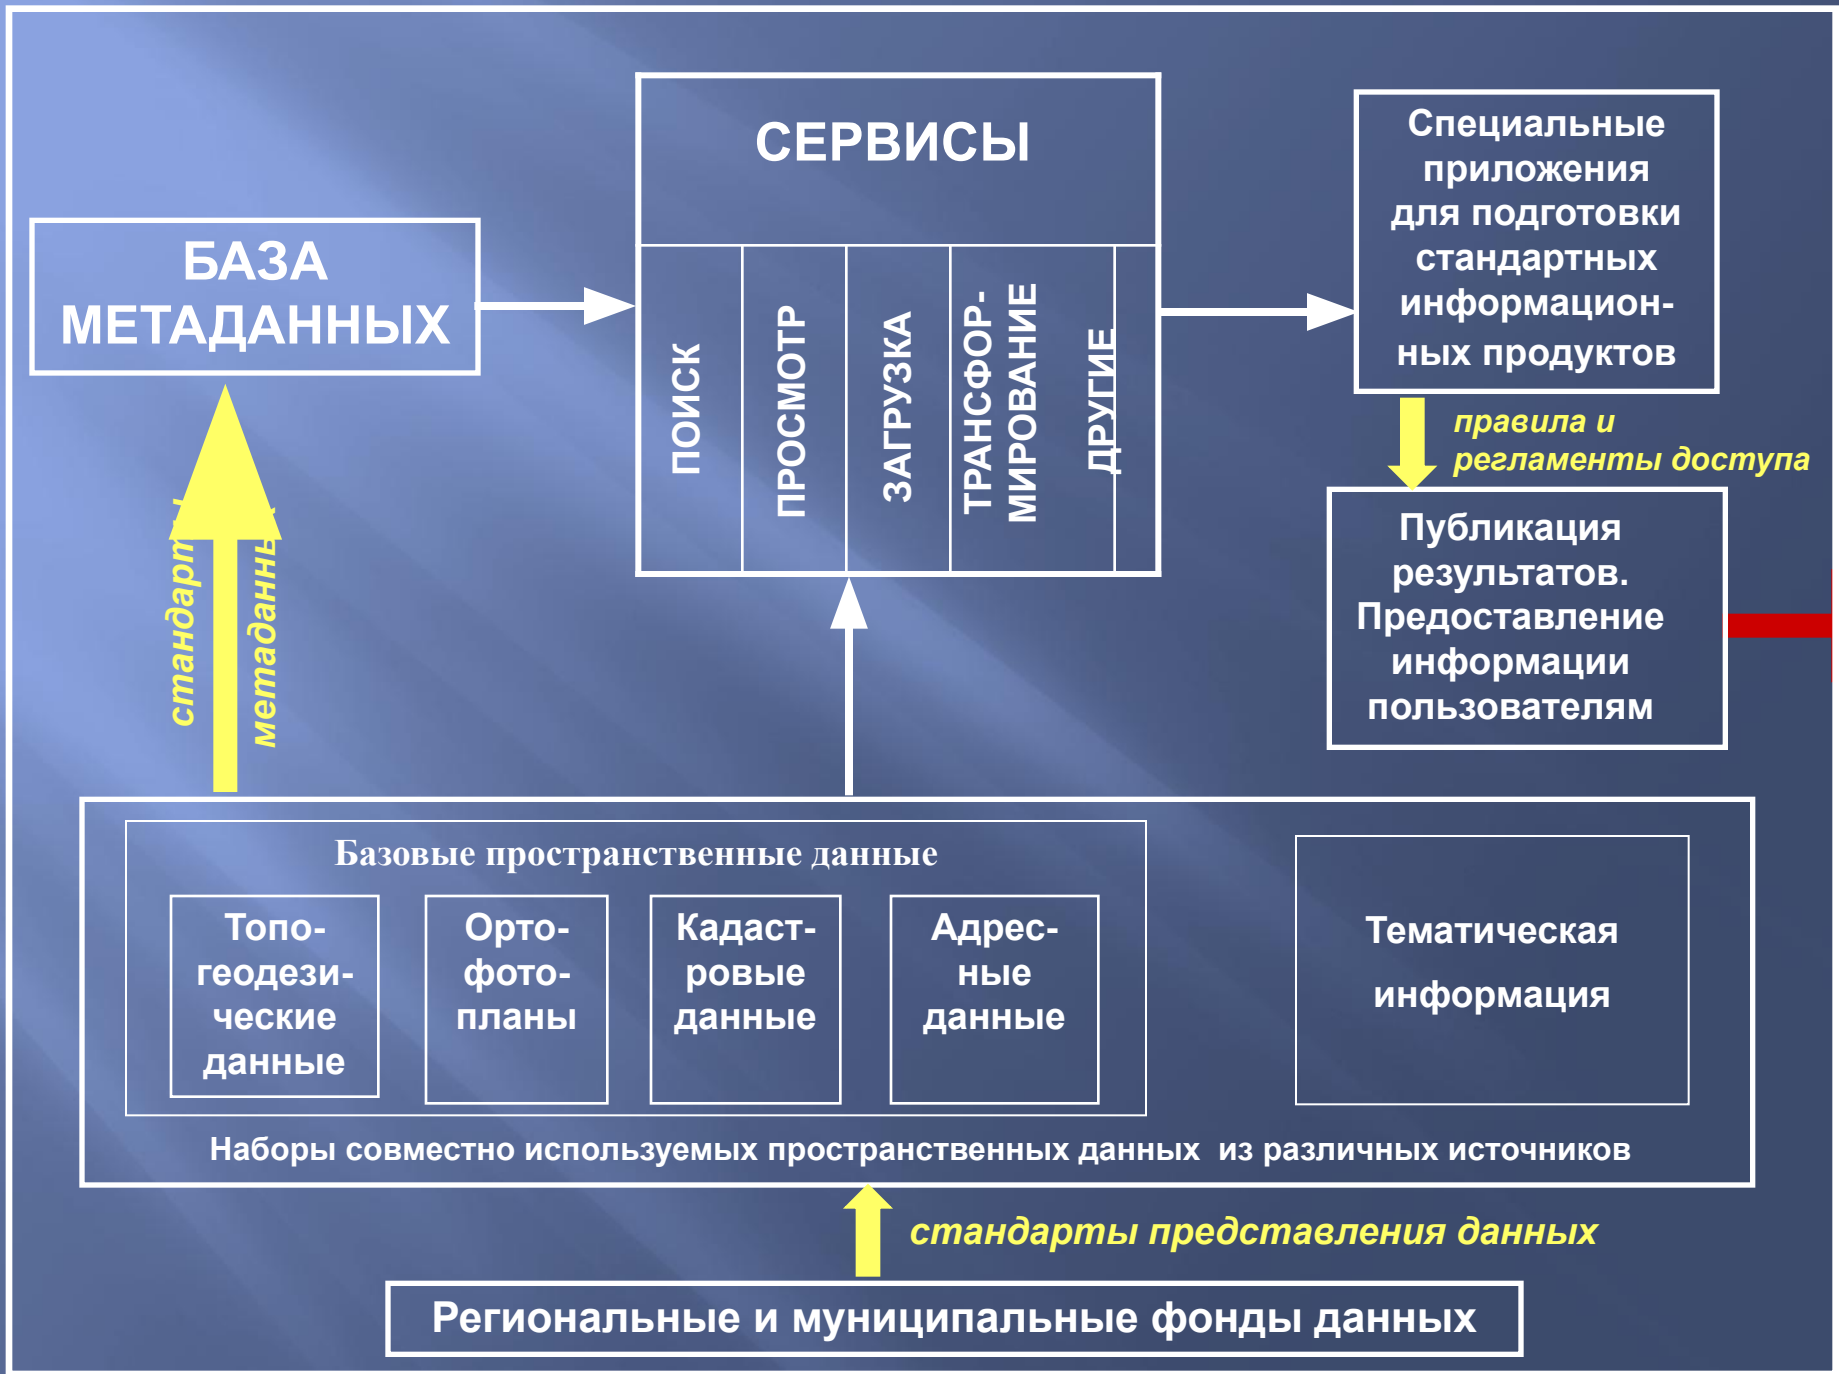 СЕРВИСЫ
Специальные
приложения
для подготовки
стандартных
информацион-
ных продуктов
БАЗА
МЕТАДАННЫХ
ПОИСК
ПРОСМОТР
ЗАГРУЗКА
ТРАНСФОР-
МИРОВАНИЕ
ДРУГИЕ
правила и
регламенты доступа
стандарты
метаданных
Публикация
результатов.
Предоставление
информации
пользователям
Базовые пространственные данные
Топо-
геодези-
ческие
данные
Орто-
фото-
планы
Кадаст-
ровые
данные
Адрес-
ные
данные
Тематическая
информация
Наборы совместно используемых пространственных данных из различных источников
стандарты представления данных
Региональные и муниципальные фонды данных